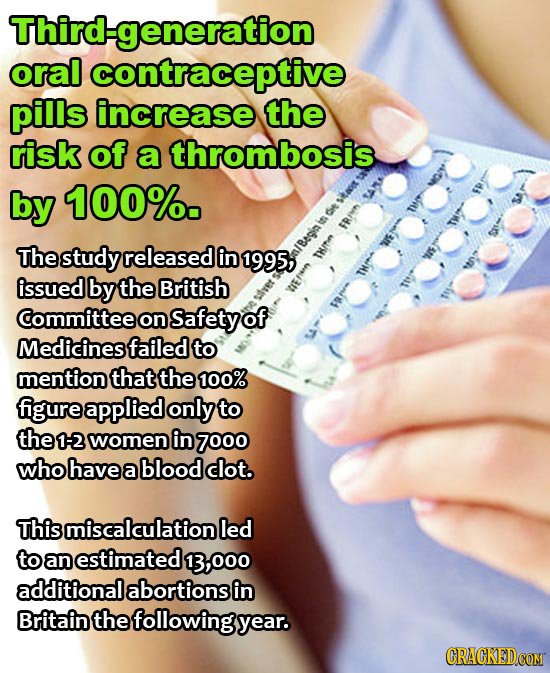 Third-generation
oral contraceptive
pills increase the
risk of a thrombosis
by 100%.
The study released in 1995,
issued by the British
Committee on Safety of
Medicines failed to
mention that the 100%
figure applied only to
the 1-2 women in 7000
who have a blood clot.
This miscalculation led
to an estimated 13,000
additional abortions in
Britain the following year.
CRACKED.COM